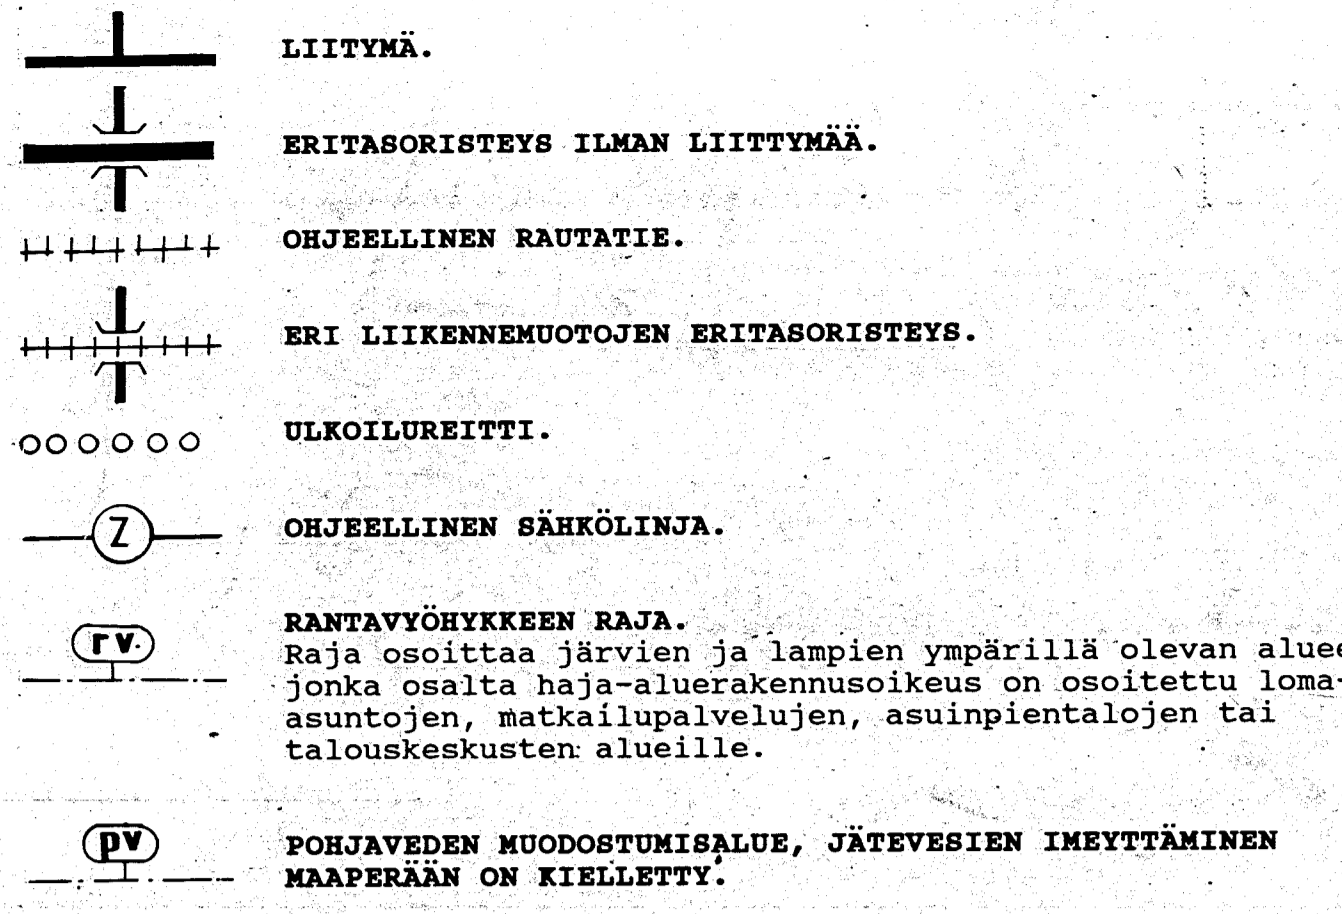 LIITYMÄ.
ERITASORISTEYS ILMAN LIITTYMÄÄ.
OHJEELLINEN RAUTATIE.
ERI LIIKENNEMUOTOJEN ERITASORISTEYS.
ULKOILUREITTI.
Z OHJEELLINEN SÄHKÖLINJA.
rv. RANTAVYÖHYKKEEN RAJA.
Raja osoittaa järvien ja lampien ympärillä olevan aluee
jonka osalta haja-aluerakennusoikeus on osoitettu loma-
asuntojen, matkailupalvelujen, asuinpientalojen tai
talouskeskusten alueille.
pv POHJAVEDEN MUODOSTUMISALUE, JÄTEVESIEN IMEYTTÄMINEN
MAAPERÄÄN ON KIELLETTY.